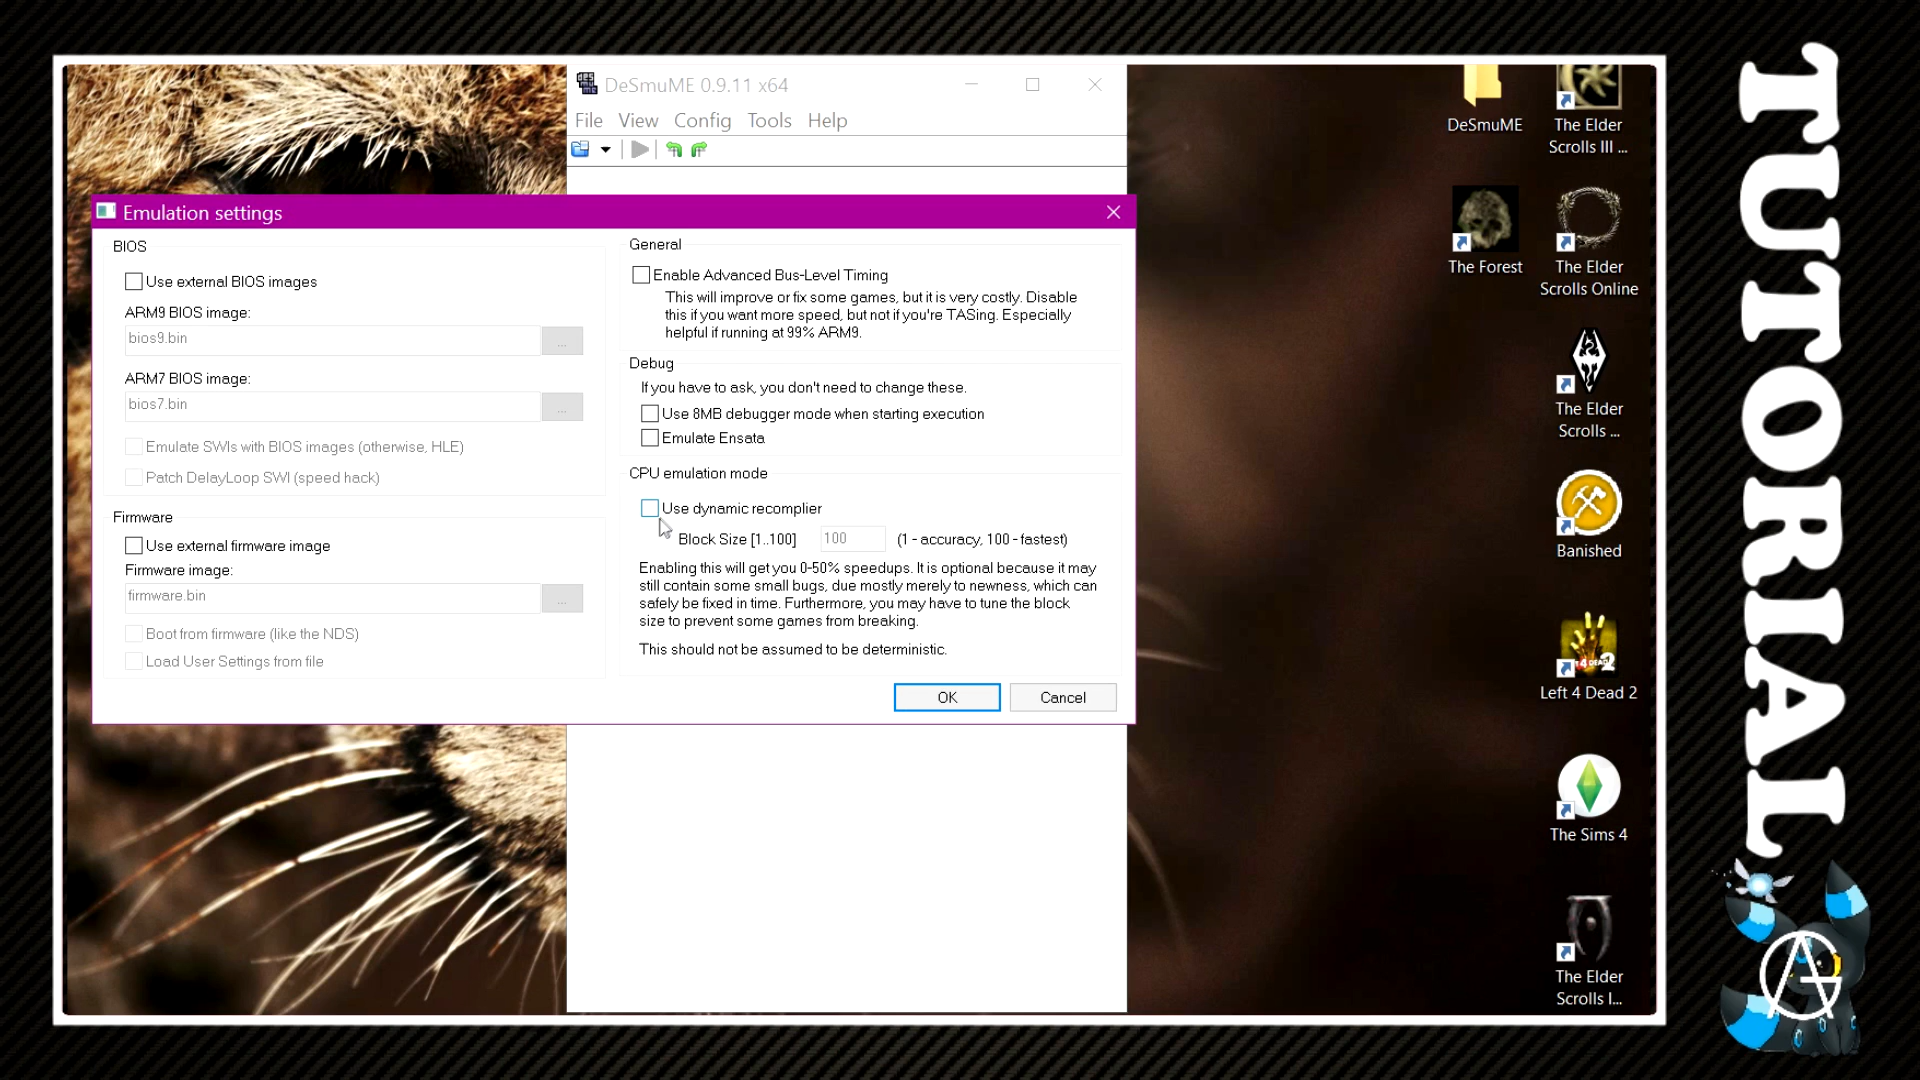 DeSmuME 0.9.11 x64
File View Config Tools Help
Emulation settings
BIOS
Use external BIOS images
ARM9 BIOS image:
bios9.bin
...
ARM7 BIOS image:
bios7.bin
...
Emulate SWIs with BIOS images (otherwise, HLE)
Patch DelayLoop SWI (speed hack)
Firmware
Use external firmware image
Firmware image:
firmware.bin
...
Boot from firmware (like the NDS)
Load User Settings from file
General
Enable Advanced Bus-Level Timing
This will improve or fix some games, but it is very costly. Disable
this if you want more speed, but not if you're TASing. Especially
helpful if running at 99% ARM9.
Debug
If you have to ask, you don't need to change these.
Use 8MB debugger mode when starting execution
Emulate Ensata
CPU emulation mode
Use dynamic recomplier
Block Size [1..100] 100 (1 - accuracy, 100 - fastest)
Enabling this will get you 0-50% speedups. It is optional because it may
still contain some small bugs, due mostly merely to newness, which can
safely be fixed in time. Furthermore, you may have to tune the block
size to prevent some games from breaking.
This should not be assumed to be deterministic.
OK Cancel
DeSmuME
The Elder
Scrolls III ...
The Forest
The Elder
Scrolls Online
The Elder
Scrolls ...
Banished
Left 4 Dead 2
The Sims 4
The Elder
Scrolls I...
TUTORIAL